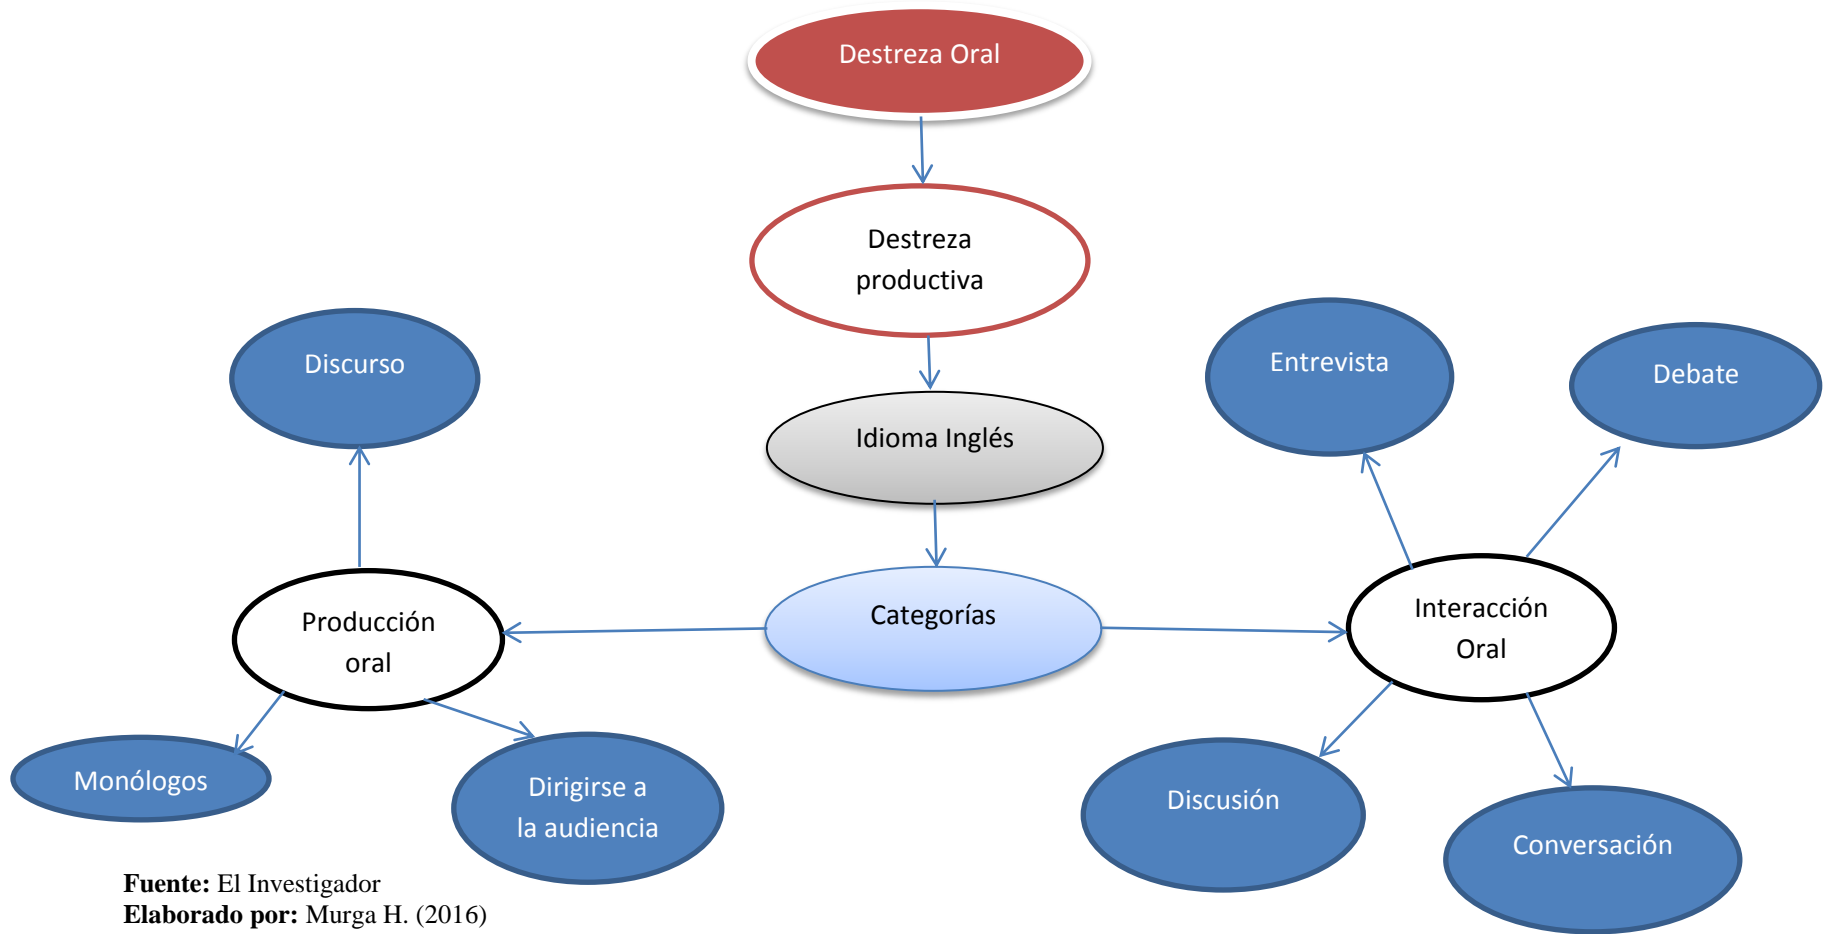 Destreza Oral
Destreza
productiva
Discurso
Entrevista
Debate
Idioma Inglés
Producción
oral
Categorías
Interacción
Oral
Monólogos
Dirigirse a
la audiencia
Discusión
Conversación
Fuente: El Investigador
Elaborado por: Murga H. (2016)